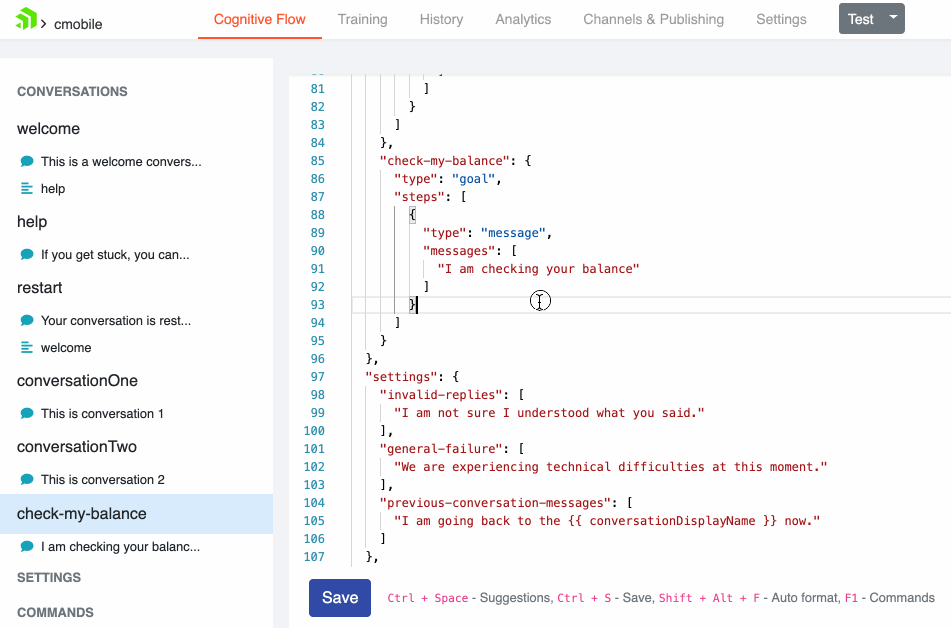 cmobile
Cognitive Flow
Training
History
Analytics
Channels & Publishing
Settings
Test
CONVERSATIONS
welcome
This is a welcome convers...
help
help
If you get stuck, you can...
restart
Your conversation is rest...
welcome
conversationOne
This is conversation 1
conversationTwo
This is conversation 2
check-my-balance
I am checking your balanc...
SETTINGS
COMMANDS
81 ]
82 }
83 ]
84 },
85 "check-my-balance": {
86 "type": "goal",
87 "steps": [
88 {
89 "type": "message",
90 "messages": [
91 "I am checking your balance"
92 ]
93 }
94 ]
95 }
96 },
97 "settings": {
98 "invalid-replies": [
99 "I am not sure I understood what you said."
100 ],
101 "general-failure": [
102 "We are experiencing technical difficulties at this moment."
103 ],
104 "previous-conversation-messages": [
105 "I am going back to the {{ conversationDisplayName }} now."
106 ]
107 },
Save
Ctrl + Space - Suggestions, Ctrl + S - Save, Shift + Alt + F - Auto format, F1 - Commands